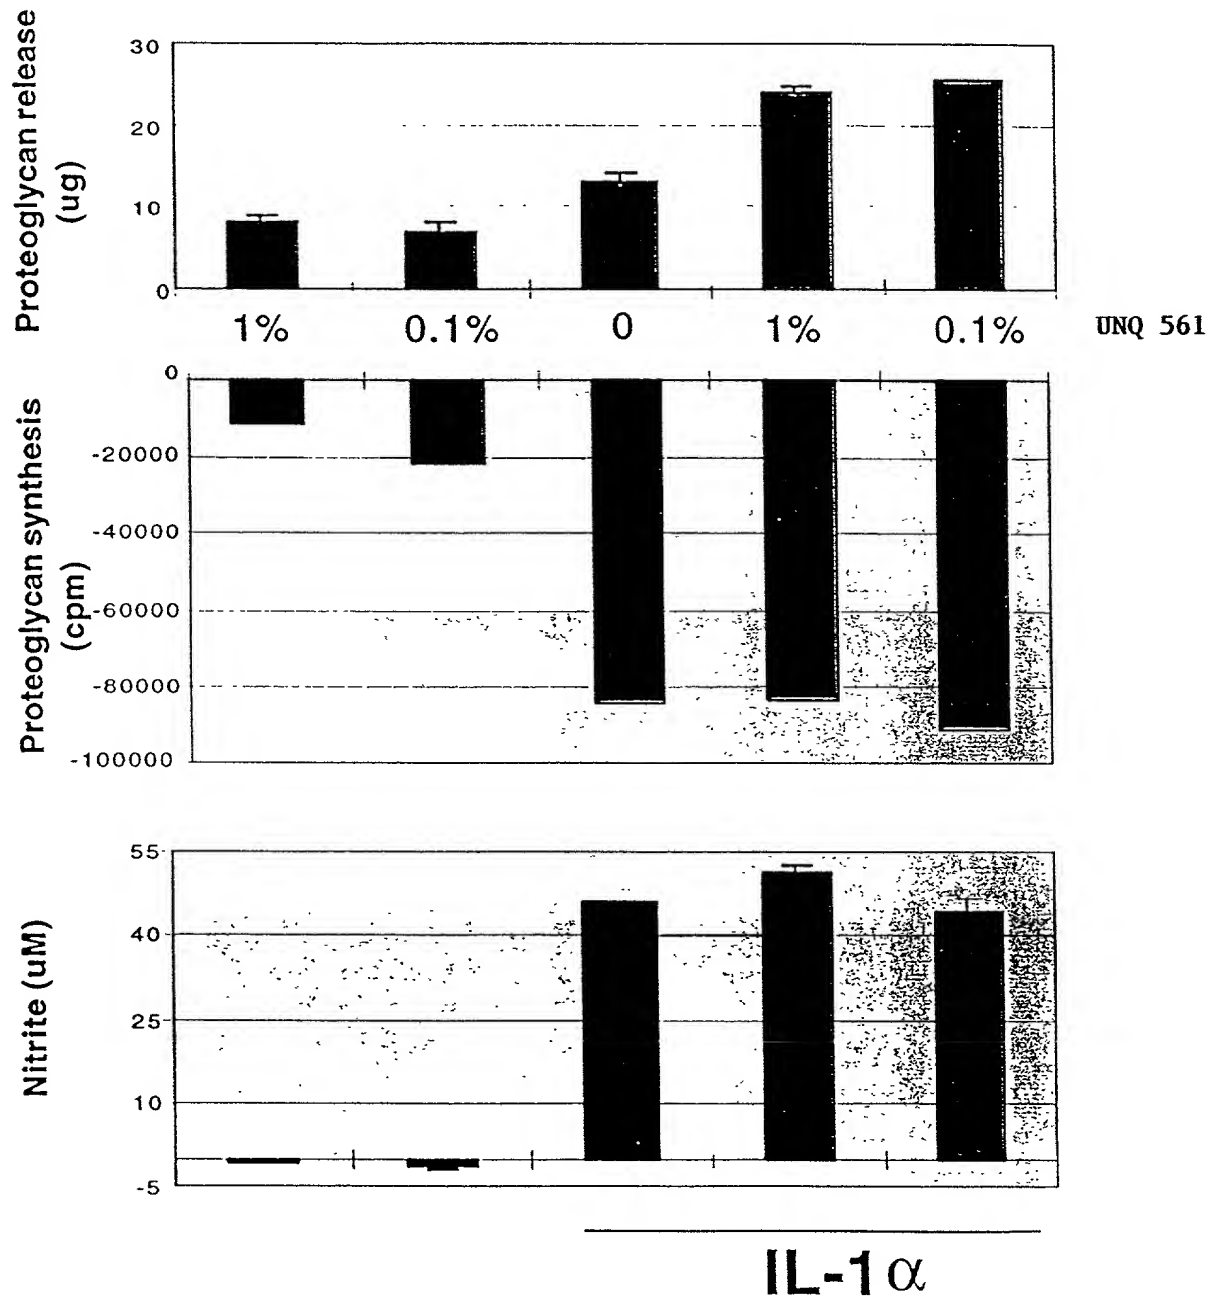 Proteoglycan release
(ug)
30
20
10
0
1% 0.1% 0 1% 0.1% UNQ 561
Proteoglycan synthesis
(cpm)
0
-20000
-40000
-60000
-80000
-100000
Nitrite (uM)
55
40
25
10
-5
IL-1α